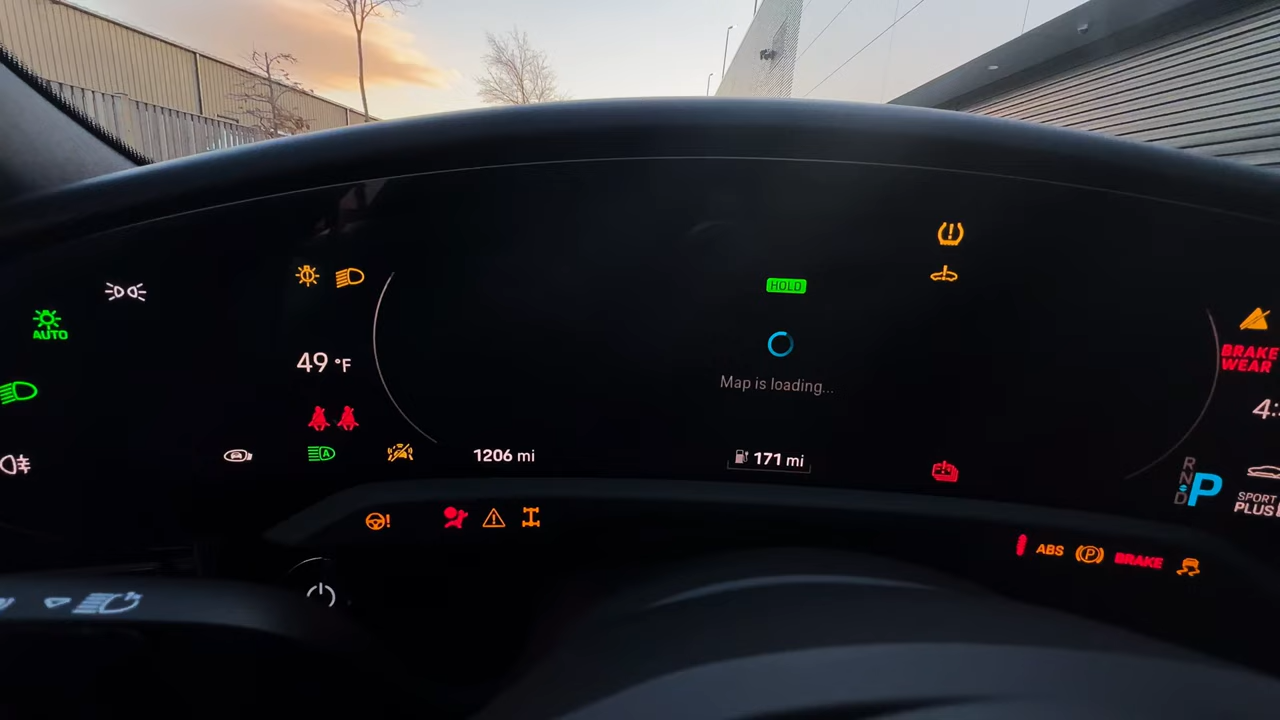 HOLD
AUTO
BRAKE
WEAR
49 °F
Map is loading...
A
1206 mi
171 mi
R
N
D
P
SPORT
PLUS
ABS
P
BRAKE